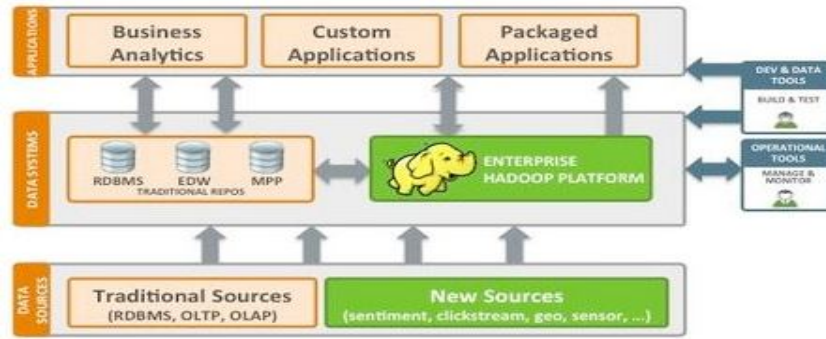 APPLICATIONS
Business
Analytics
Custom
Applications
Packaged
Applications
DEV & DATA
TOOLS
BUILD & TEST
DATA SYSTEMS
RDBMS
EDW
MPP
TRADITIONAL REPOS
ENTERPRISE
HADOOP PLATFORM
OPERATIONAL
TOOLS
MANAGE &
MONITOR
DATA
SOURCES
Traditional Sources
(RDBMS, OLTP, OLAP)
New Sources
(sentiment, clickstream, geo, sensor, ...)